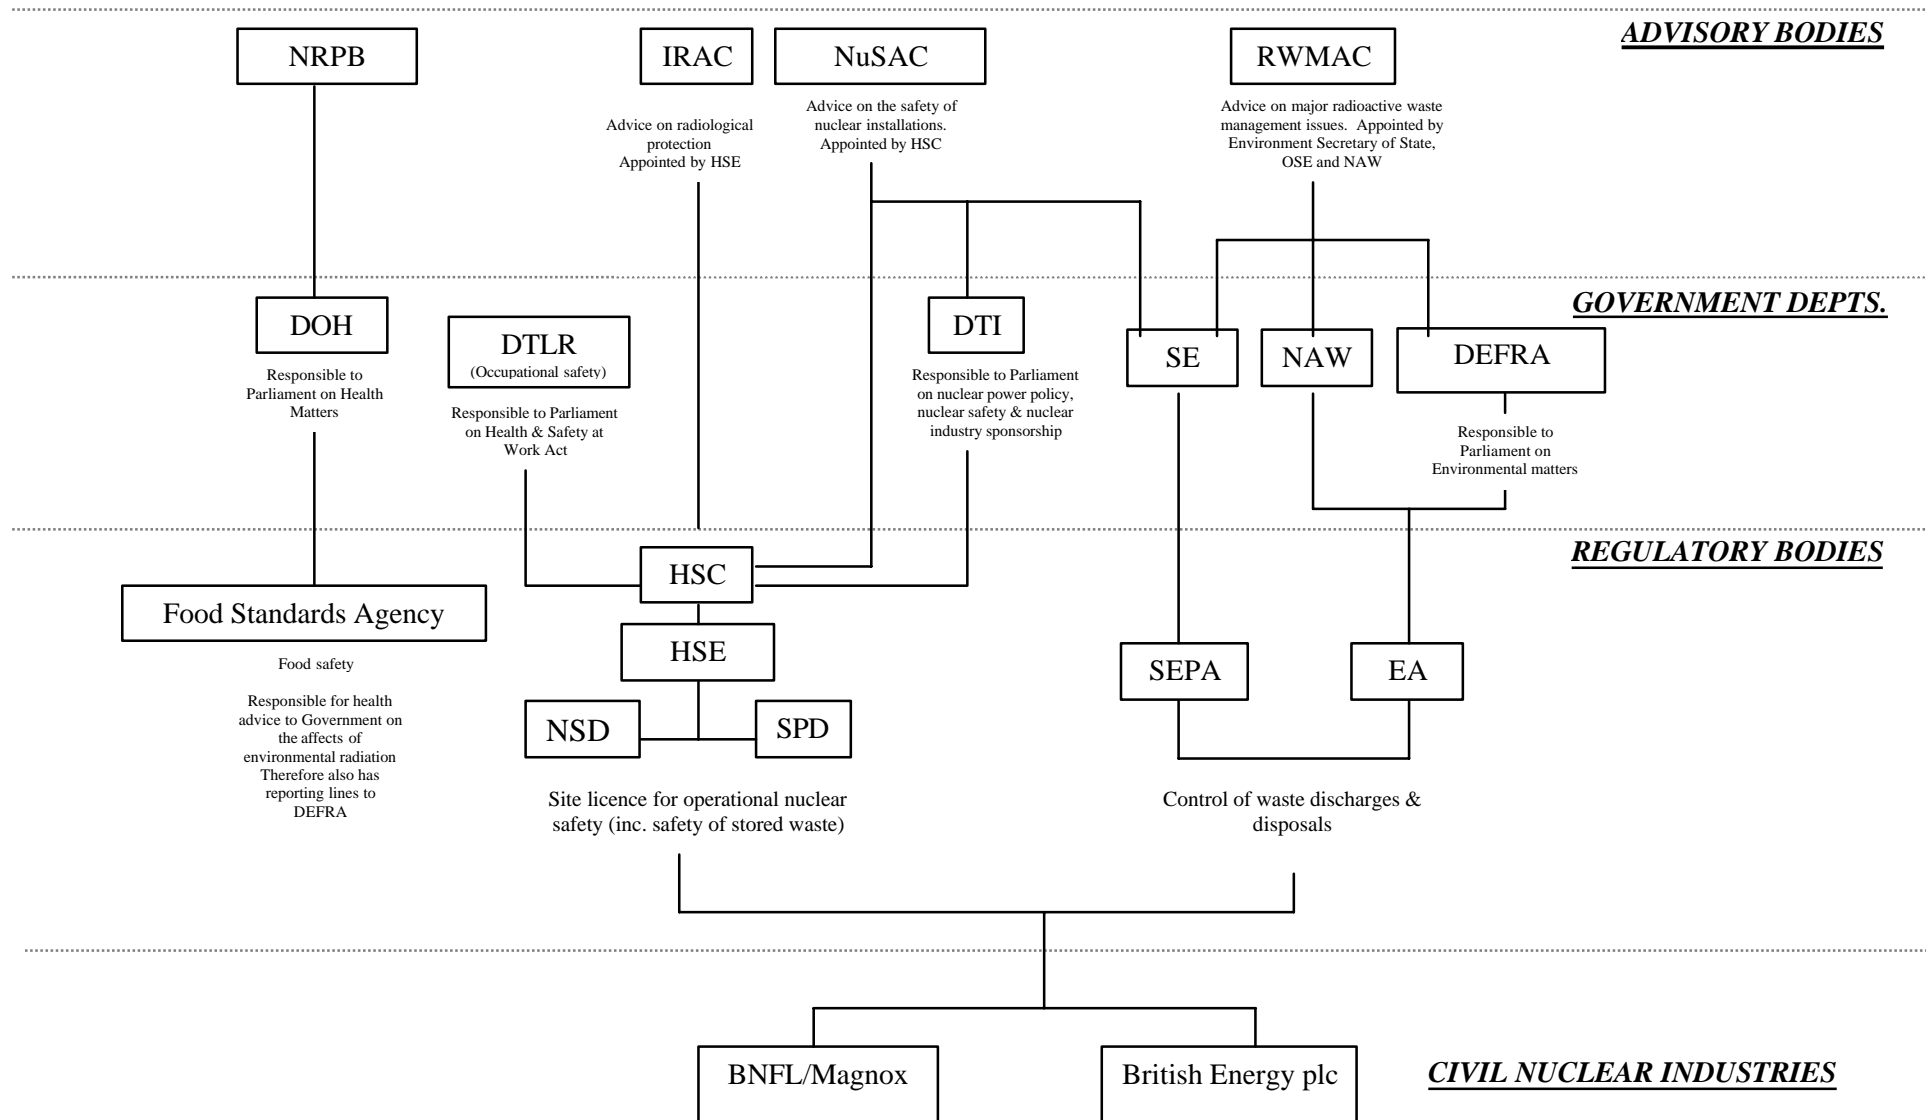 ADVISORY BODIES
NRPB
IRAC
NuSAC
RWMAC
Advice on radiological
protection
Appointed by HSE
Advice on the safety of
nuclear installations.
Appointed by HSC
Advice on major radioactive waste
management issues. Appointed by
Environment Secretary of State,
OSE and NAW
GOVERNMENT DEPTS.
DOH
Responsible to
Parliament on Health
Matters
DTLR
(Occupational safety)
Responsible to Parliament
on Health & Safety at
Work Act
DTI
Responsible to Parliament
on nuclear power policy,
nuclear safety & nuclear
industry sponsorship
SE
NAW
DEFRA
Responsible to
Parliament on
Environmental matters
REGULATORY BODIES
Food Standards Agency
Food safety
Responsible for health
advice to Government on
the affects of
environmental radiation
Therefore also has
reporting lines to
DEFRA
HSC
HSE
NSD
SPD
Site licence for operational nuclear
safety (inc. safety of stored waste)
SEPA
EA
Control of waste discharges &
disposals
BNFL/Magnox
British Energy plc
CIVIL NUCLEAR INDUSTRIES